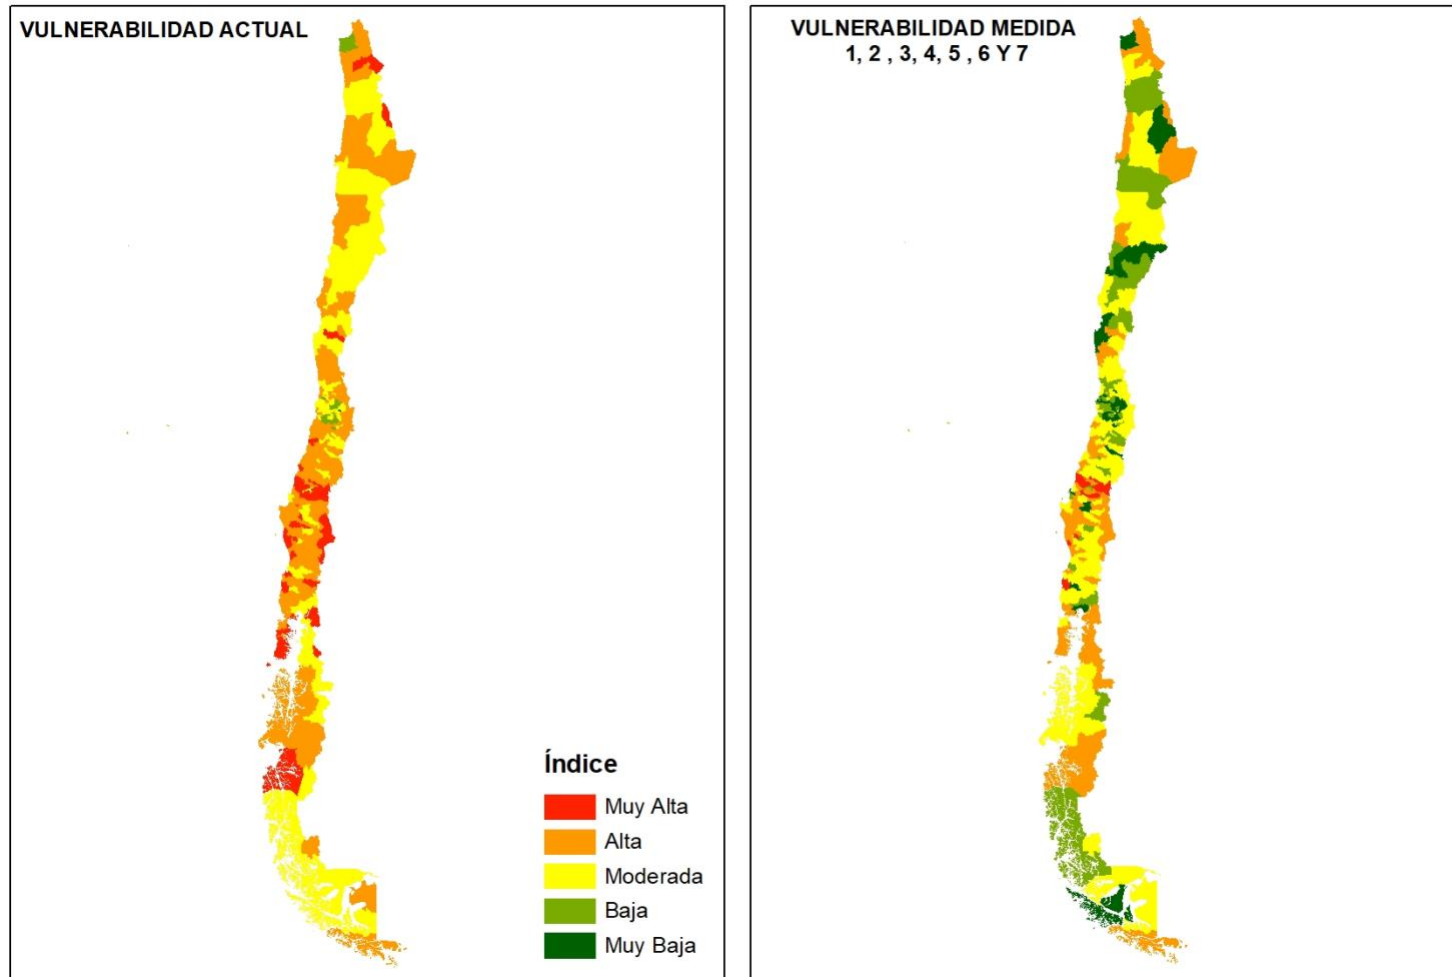 VULNERABILIDAD ACTUAL
VULNERABILIDAD MEDIDA
1, 2 , 3, 4, 5 , 6 Y 7
Índice
Muy Alta
Alta
Moderada
Baja
Muy Baja